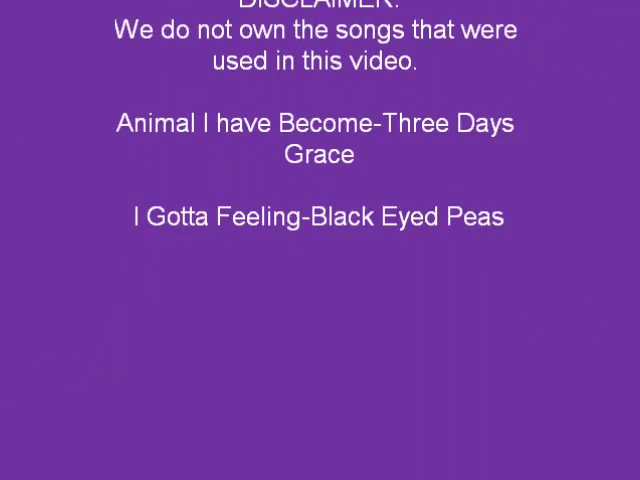 DISCLAIMER:
We do not own the songs that were
used in this video.
Animal I have Become-Three Days
Grace
I Gotta Feeling-Black Eyed Peas